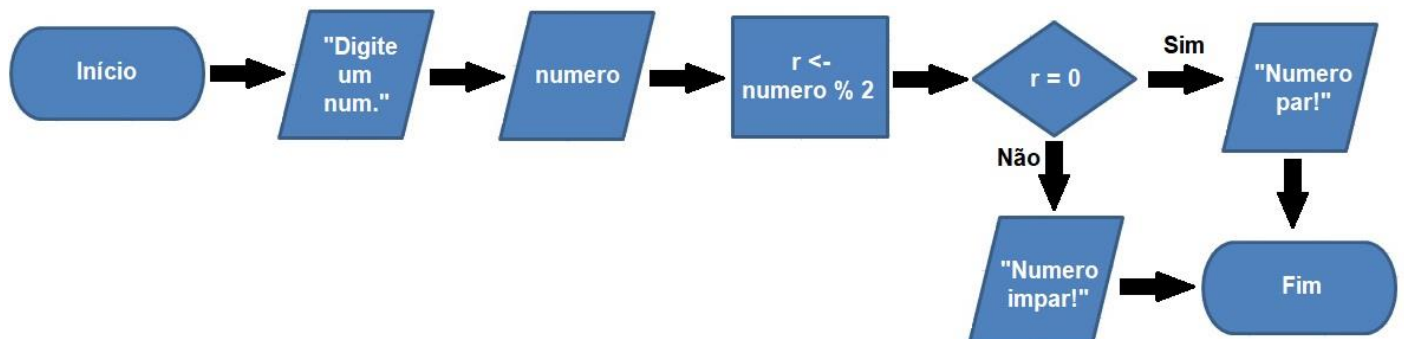 Início
"Digite
um
num."
numero
r <-
numero % 2
r = 0
Sim
"Numero
par!"
Não
"Numero
impar!"
Fim